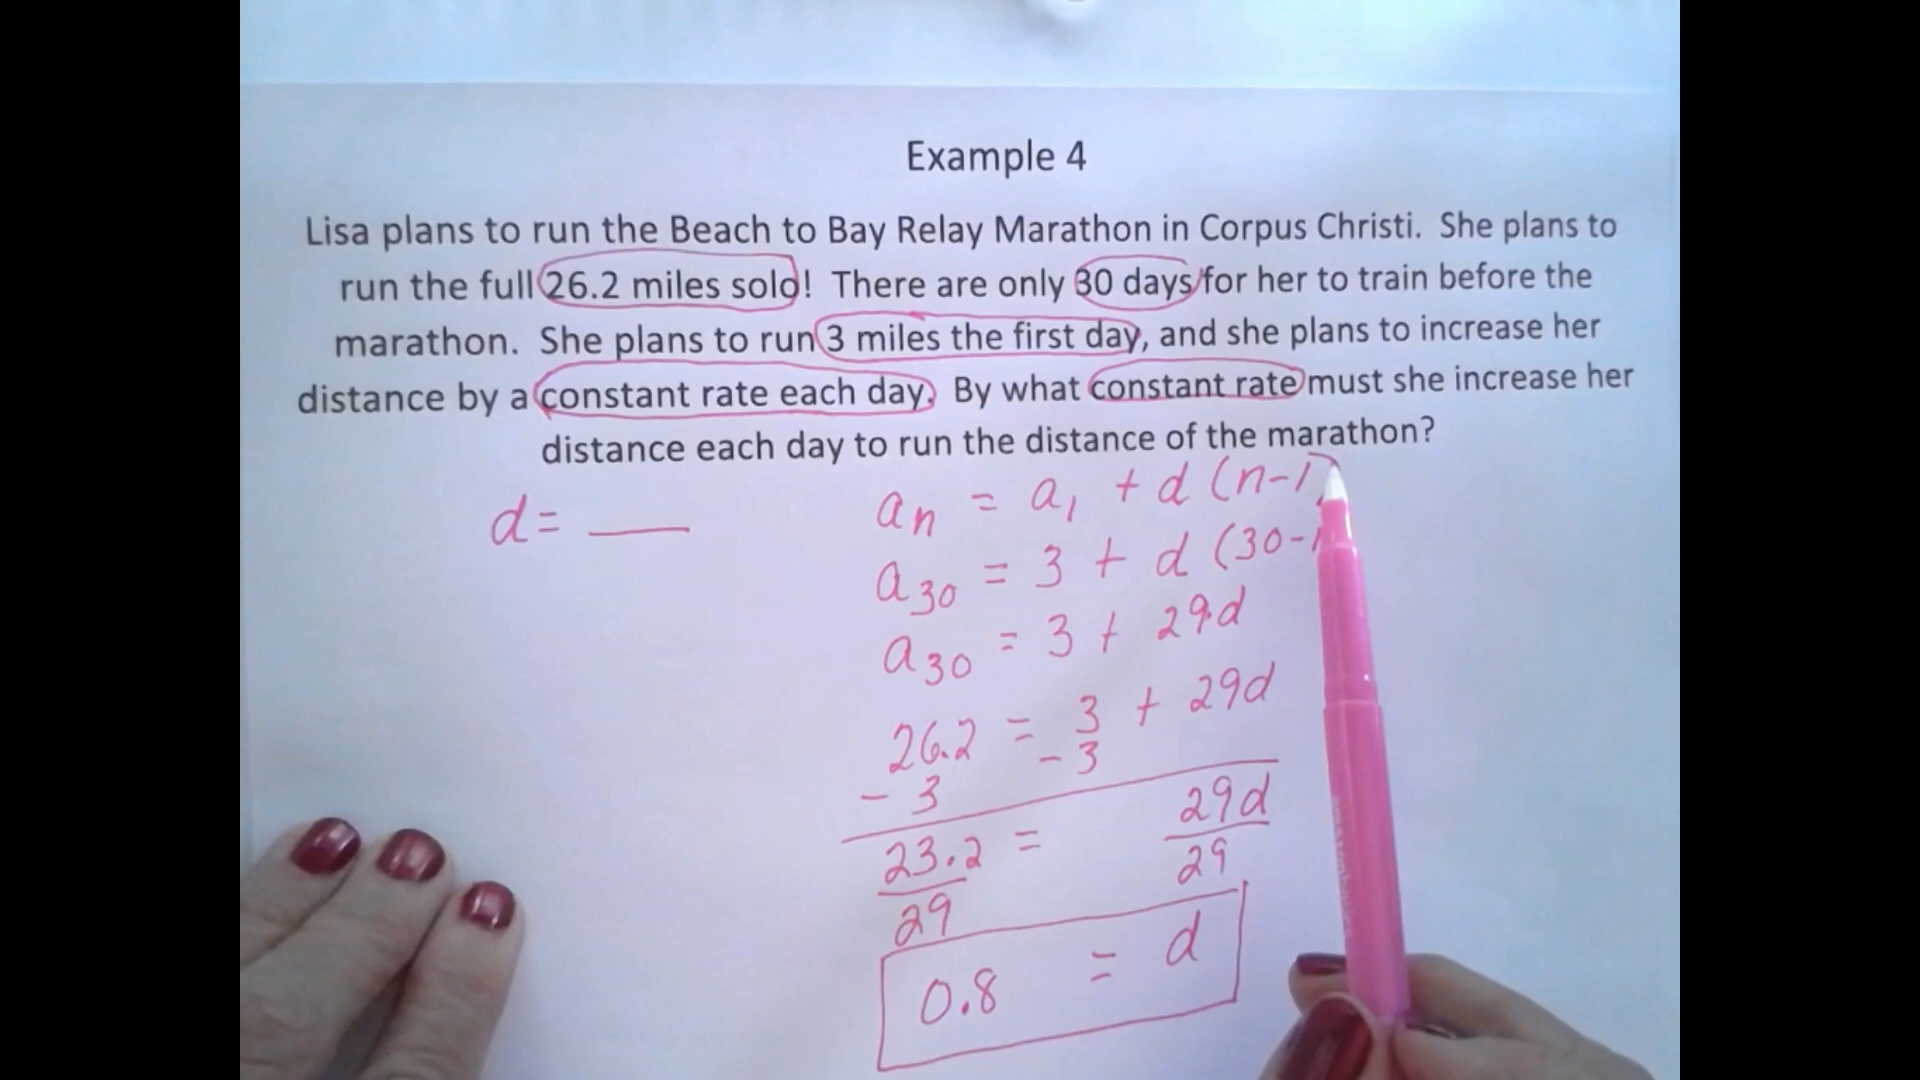 Example 4
Lisa plans to run the Beach to Bay Relay Marathon in Corpus Christi. She plans to
run the full 26.2 miles solo! There are only 30 days for her to train before the
marathon. She plans to run 3 miles the first day, and she plans to increase her
distance by a constant rate each day. By what constant rate must she increase her
distance each day to run the distance of the marathon?
d = ___
an = a1 + d (n-1)
a30 = 3 + d (30-1
a30 = 3 + 29·d
26.2 = 3 + 29d
- 3 - 3
23.2 = 29d
29 29
0.8 = d